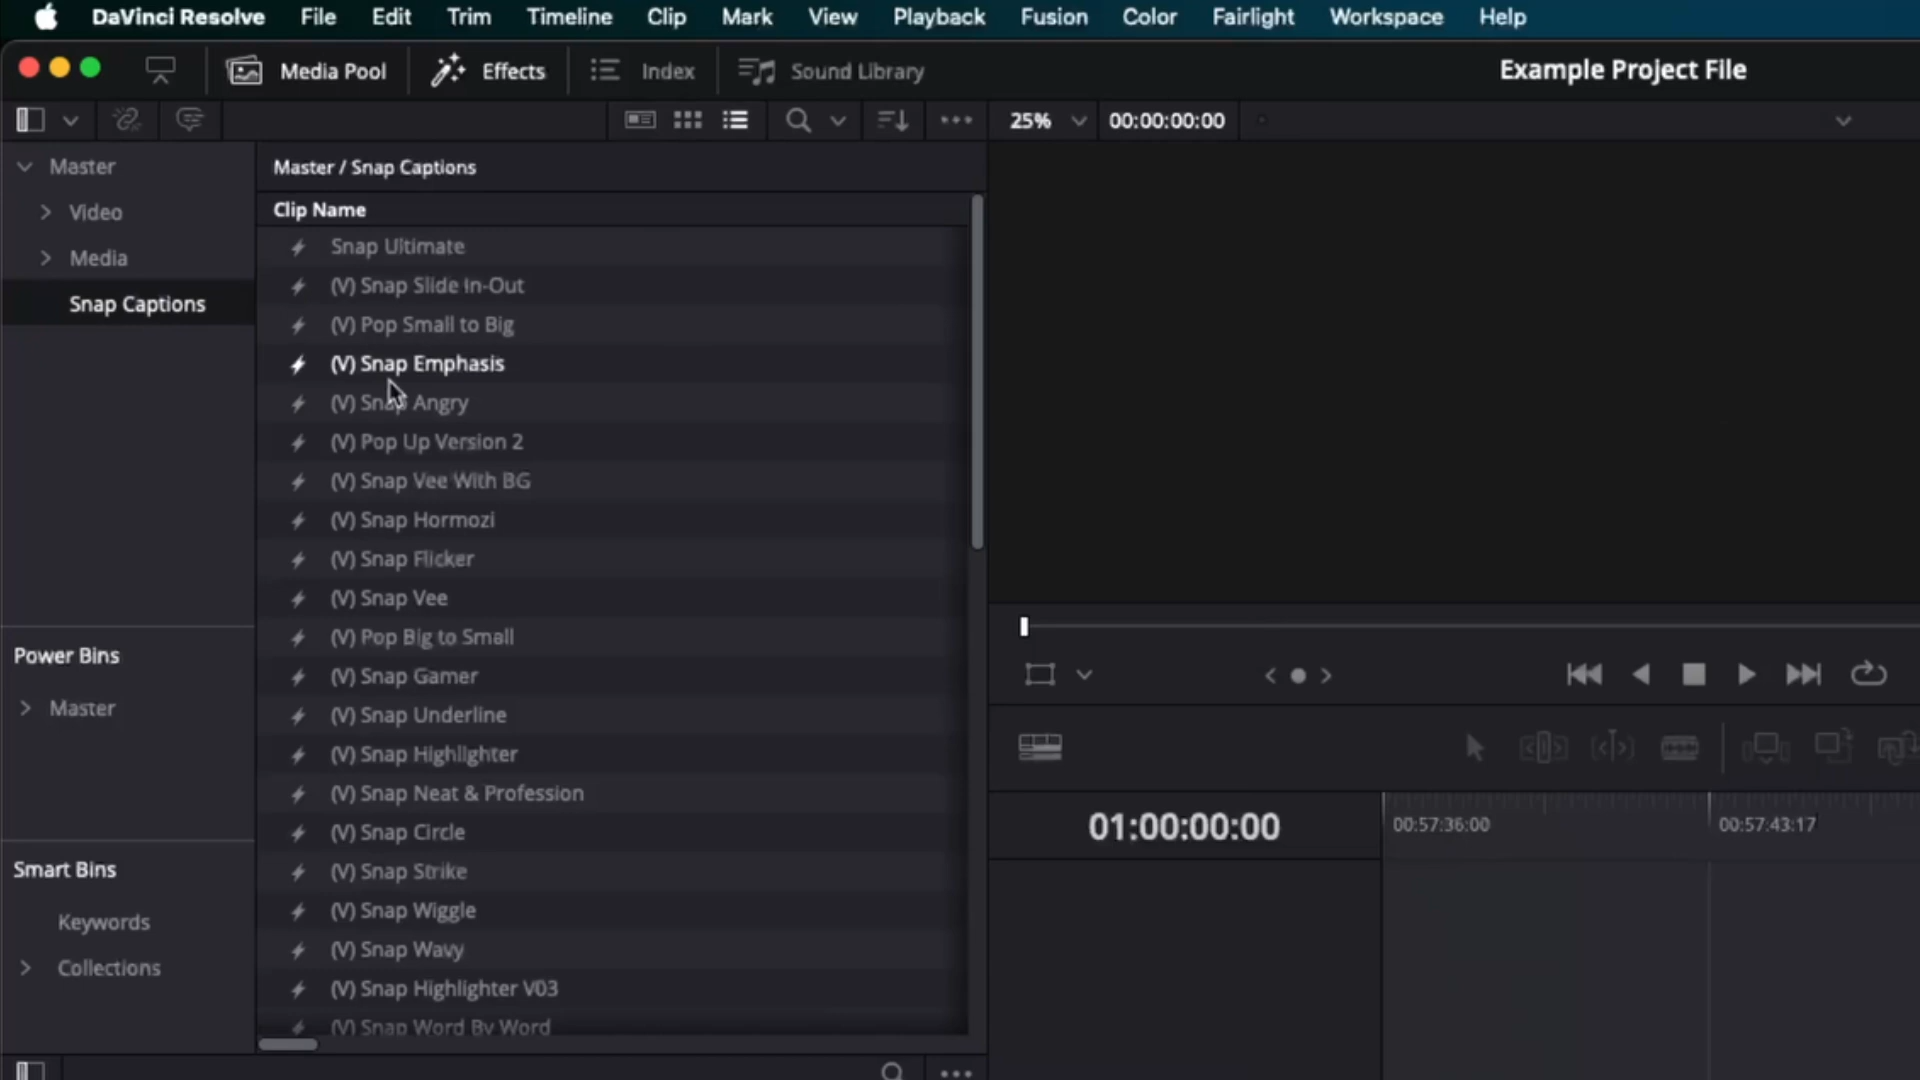 DaVinci Resolve File Edit Trim Timeline Clip Mark View Playback Fusion Color Fairlight Workspace Help
Media Pool Effects Index Sound Library Example Project File
25% 00:00:00:00
Master
Video
Media
Snap Captions
Power Bins
Master
Smart Bins
Keywords
Collections
Master / Snap Captions
Clip Name
Snap Ultimate
(V) Snap Slide In-Out
(V) Pop Small to Big
(V) Snap Emphasis
(V) Snap Angry
(V) Pop Up Version 2
(V) Snap Vee With BG
(V) Snap Hormozi
(V) Snap Flicker
(V) Snap Vee
(V) Pop Big to Small
(V) Snap Gamer
(V) Snap Underline
(V) Snap Highlighter
(V) Snap Neat & Profession
(V) Snap Circle
(V) Snap Strike
(V) Snap Wiggle
(V) Snap Wavy
(V) Snap Highlighter V03
(V) Snap Word By Word
01:00:00:00
00:57:36:00 00:57:43:17